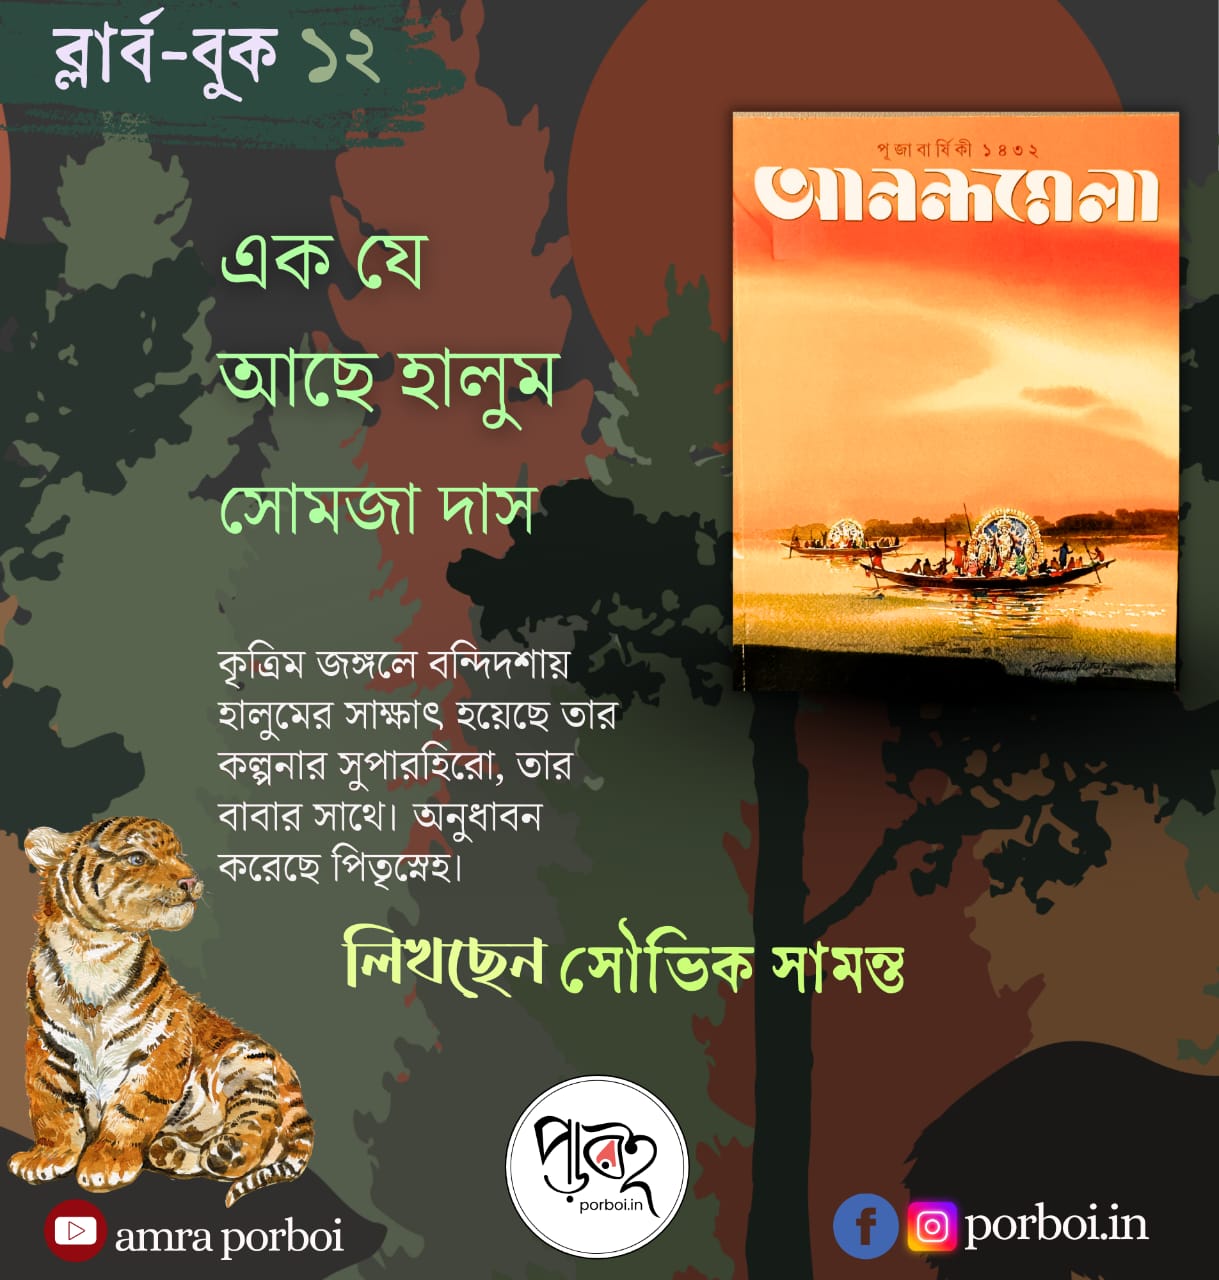 ব্লার্ব-বুক ১২
পূজাবার্ষিকী ১৪৩২
আনন্দমেলা
এক যে
আছে হালুম
সোমজা দাস
কৃত্রিম জঙ্গলে বন্দিদশায়
হালুমের সাক্ষাৎ হয়েছে তার
কল্পনার সুপারহিরো, তার
বাবার সাথে। অনুধাবন
করেছে পিতৃস্নেহ।
লিখছেন সৌভিক সামন্ত
porboi.in
amra porboi
porboi.in